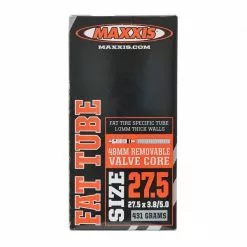 MAXXIS
MAXXIS.COM
FAT TUBE
FAT TIRE SPECIFIC TUBE
1.0MM THICK WALLS
48MM REMOVABLE
VALVE CORE
SIZE
27.5
27.5 x 3.8/5.0
431 GRAMS